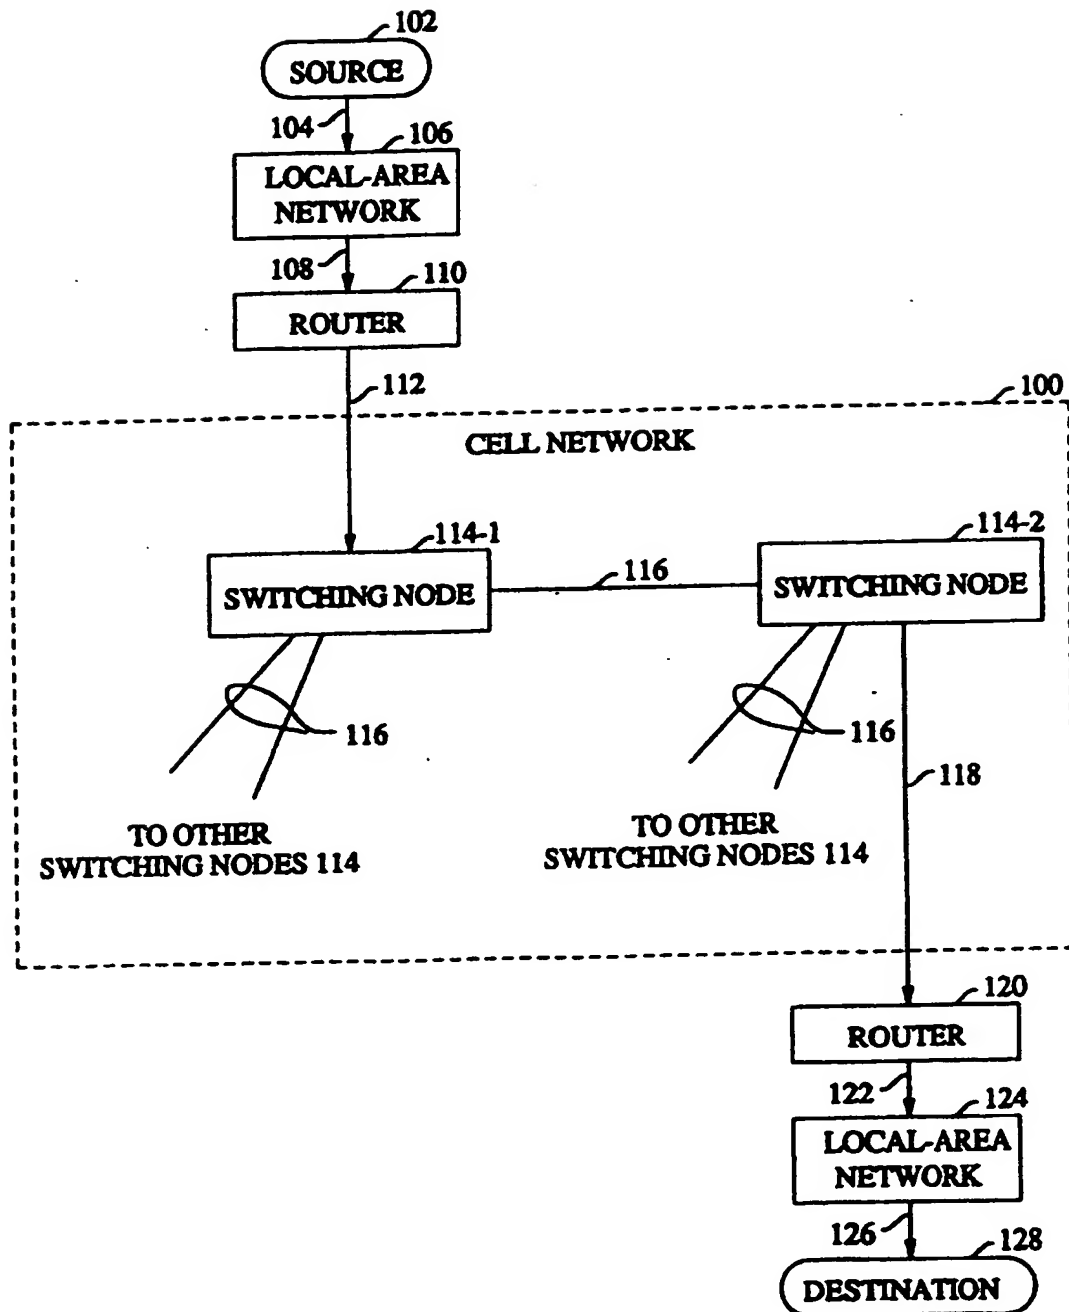 102
SOURCE
104
106
LOCAL-AREA
NETWORK
108
110
ROUTER
112
100
CELL NETWORK
114-1
SWITCHING NODE
116
114-2
SWITCHING NODE
116
116
118
TO OTHER
SWITCHING NODES 114
TO OTHER
SWITCHING NODES 114
120
ROUTER
122
124
LOCAL-AREA
NETWORK
126
128
DESTINATION